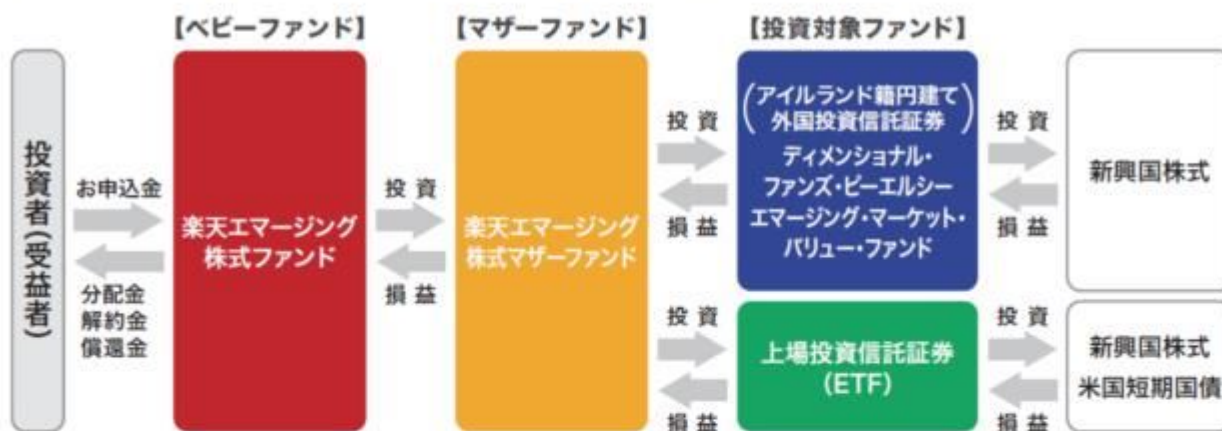 【ベビーファンド】
【マザーファンド】
【投資対象ファンド】
投資者(受益者)
お申込金
分配金
解約金
償還金
楽天エマージング
株式ファンド
投資
損益
楽天エマージング
株式マザーファンド
投資
損益
(アイルランド籍円建て
外国投資信託証券)
ディメンショナル・
ファンズ・ピーエルシー
エマージング・マーケット・
バリュー・ファンド
投資
損益
新興国株式
投資
損益
上場投資信託証券
(ETF)
投資
損益
新興国株式
米国短期国債